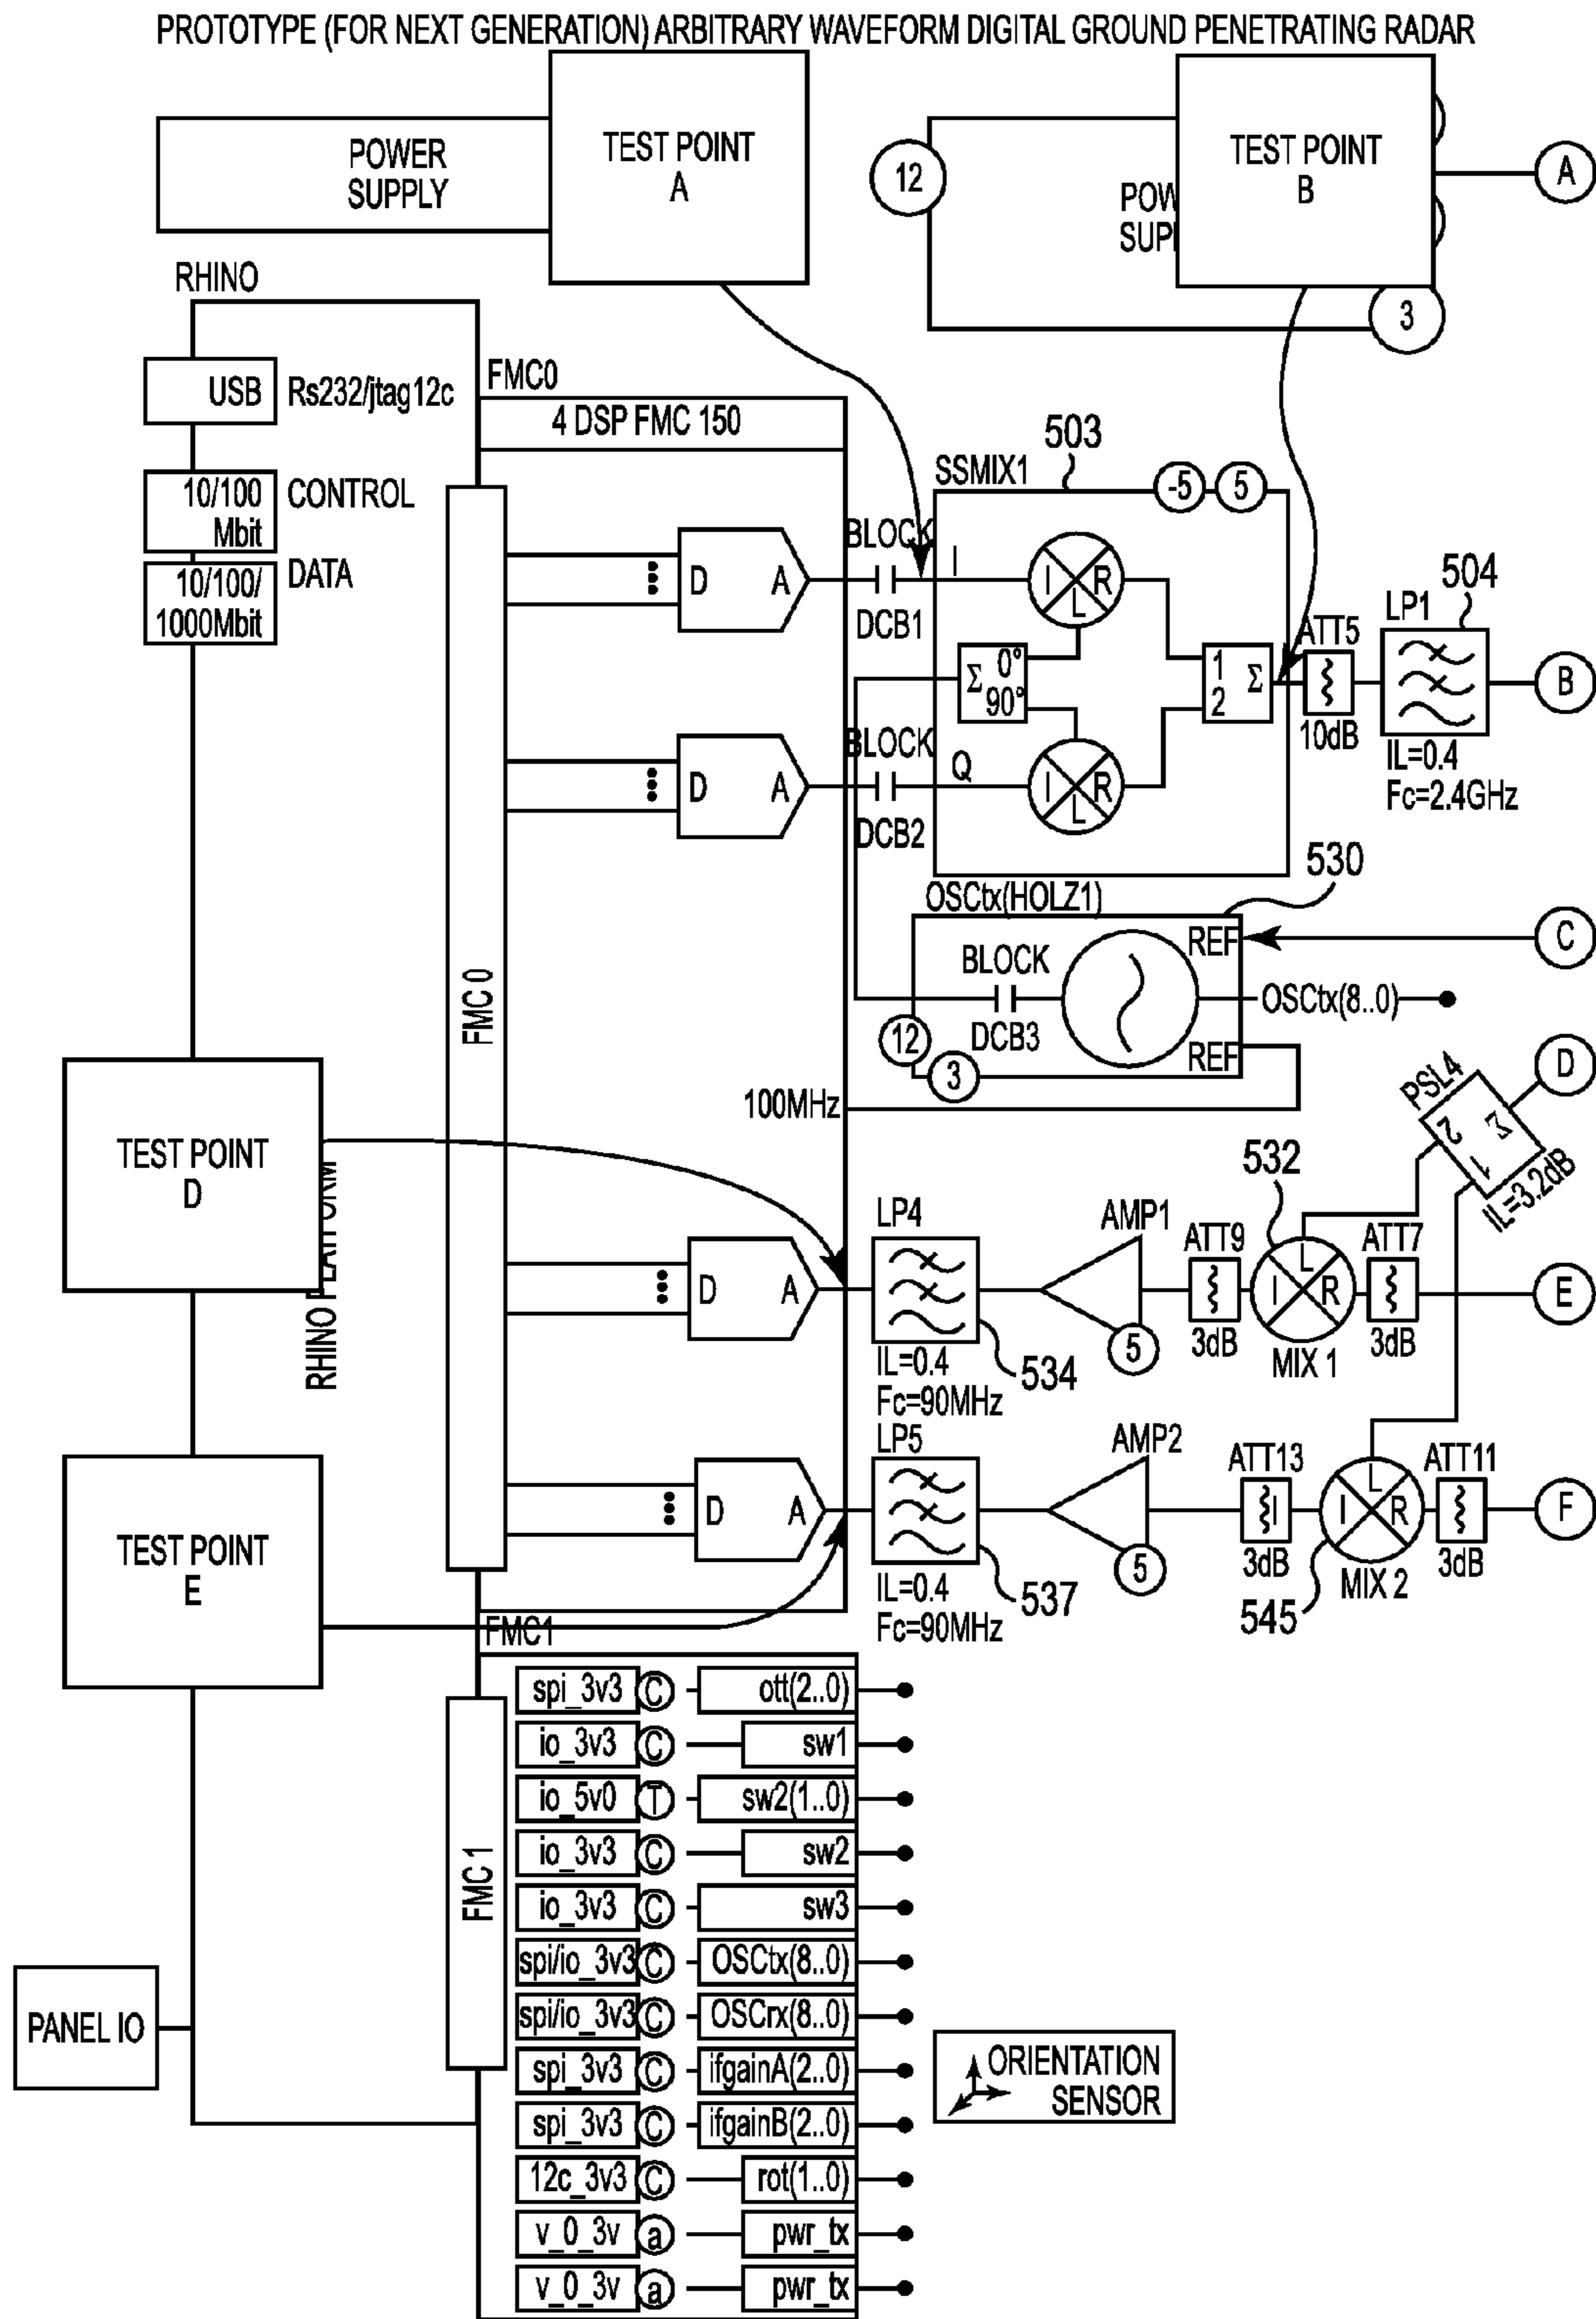 PROTOTYPE (FOR NEXT GENERATION) ARBITRARY WAVEFORM DIGITAL GROUND PENETRATING RADAR
POWER
SUPPLY
TEST POINT
A
12
TEST POINT
B
3
A
RHINO
USB
Rs232/jtag12c
10/100
Mbit
CONTROL
10/100/
1000Mbit
DATA
FMC0
4 DSP FMC 150
FMC 0
D A
BLOCK
DCB1
D A
BLOCK
DCB2
503
SSMIX1
-5
5
I
I R
L
Σ 0°
90°
1
2 Σ
Q
I R
L
ATT5
10dB
504
LP1
IL=0.4
Fc=2.4GHz
B
530
OSCtx(HOLZ1)
REF
C
BLOCK
DCB3
OSCtx(8..0)
REF
12
3
100MHz
TEST POINT
D
D
PSL4
2
1
Σ
IL=3.2dB
D A
LP4
IL=0.4
Fc=90MHz
534
AMP1
5
ATT9
3dB
532
L
I R
MIX 1
ATT7
3dB
E
TEST POINT
E
D A
LP5
IL=0.4
Fc=90MHz
537
AMP2
5
ATT13
3dB
L
I R
MIX 2
545
ATT11
3dB
F
FMC1
FMC 1
spi_3v3 C ott(2..0)
io_3v3 C sw1
io_5v0 T sw2(1..0)
io_3v3 C sw2
io_3v3 C sw3
spi/io_3v3 C OSCtx(8..0)
spi/io_3v3 C OSCrx(8..0)
spi_3v3 C ifgainA(2..0)
spi_3v3 C ifgainB(2..0)
12c_3v3 C rot(1..0)
v_0_3v a pwr_tx
v_0_3v a pwr_tx
PANEL IO
ORIENTATION
SENSOR